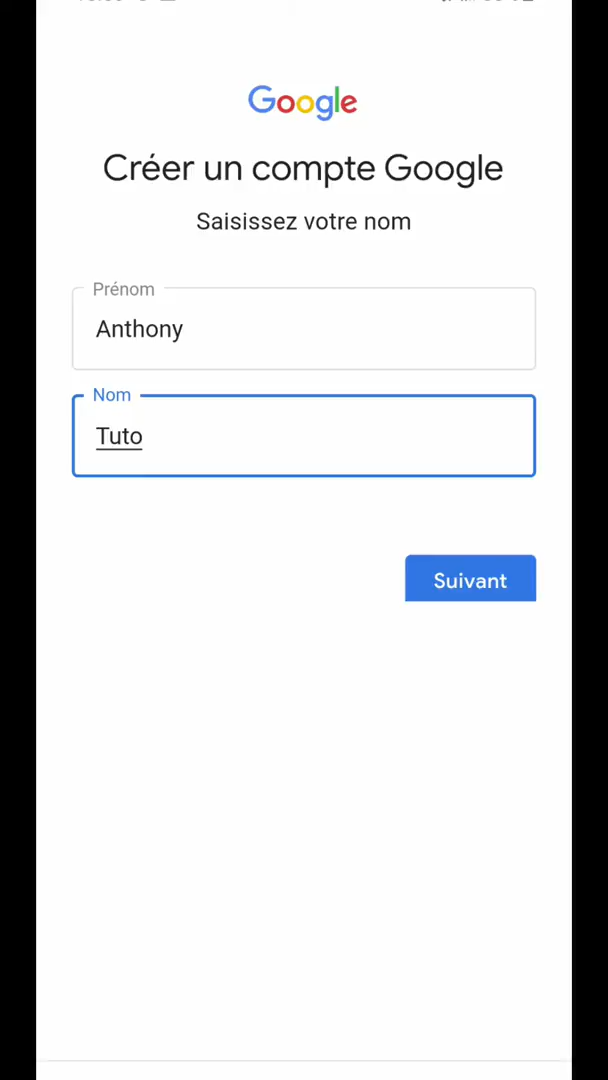 Google
Créer un compte Google
Saisissez votre nom
Prénom
Anthony
Nom
Tuto
Suivant